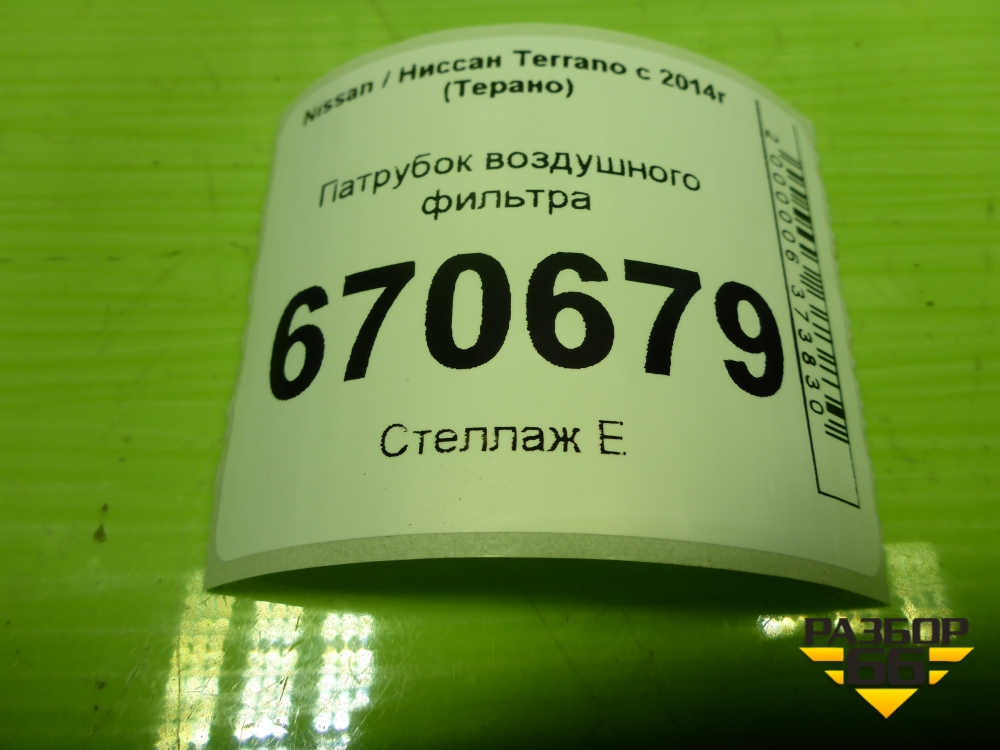 Nissan / Ниссан Terrano с 2014г
(Терано)
Патрубок воздушного
фильтра
670679
Стеллаж Е
2000006373830
РАЗБОР
66